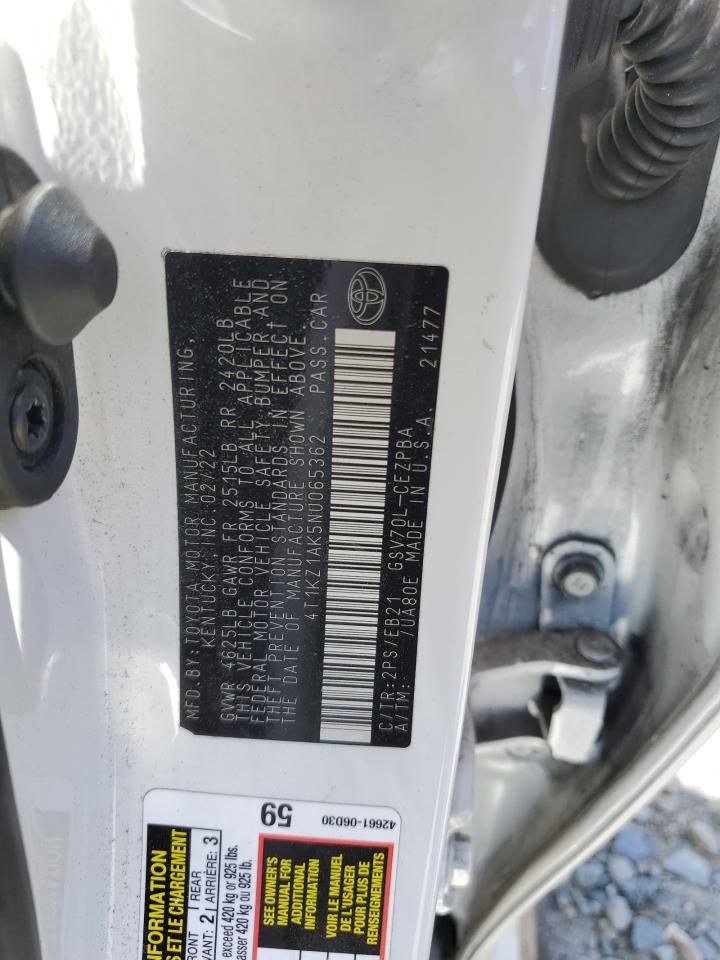 MFD. BY: TOYOTA MOTOR MANUFACTURING,
KENTUCKY, INC. 02/22
GVWR 4625LB GAWR FR 2515LB RR 2420LB
THIS VEHICLE CONFORMS TO ALL APPLICABLE
FEDERAL MOTOR VEHICLE SAFETY, BUMPER AND
THEFT PREVENTION STANDARDS IN EFFECT ON
THE DATE OF MANUFACTURE SHOWN ABOVE.
4T1KZ1AK5NU065362 PASS CAR
C/TR:2PS/EB21 GSV70L-CEZPBA
A/TM: /UA80E MADE IN U.S.A. 21477
INFORMATION
S ET LE CHARGEMENT
FRONT 2 REAR 3
AVANT: ARRIÈRE:
exceed 420 kg or 925 lbs.
asser 420 kg ou 925 lb.
SEE OWNER'S
MANUAL FOR
ADDITIONAL
INFORMATION
VOIR LE MANUEL
DE L'USAGER
POUR PLUS DE
RENSEIGNEMENTS
59
42661-06D30